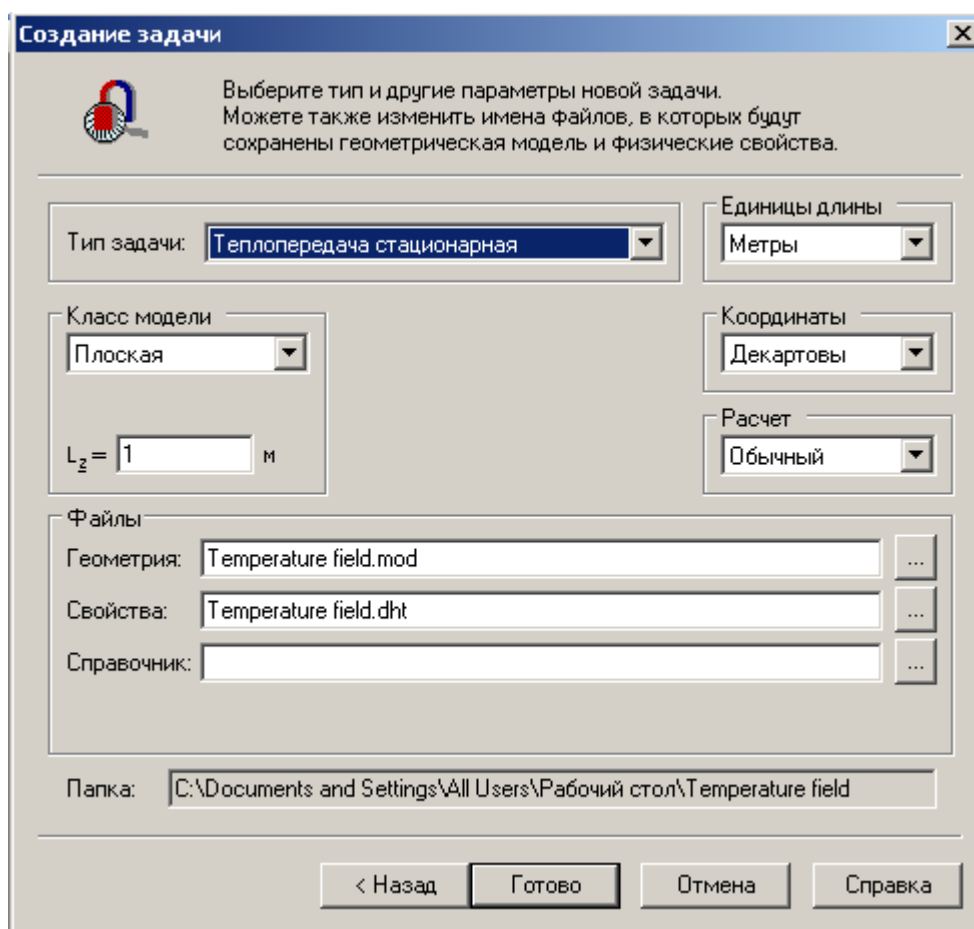 Создание задачи
Выберите тип и другие параметры новой задачи.
Можете также изменить имена файлов, в которых будут
сохранены геометрическая модель и физические свойства.
Тип задачи: Теплопередача стационарная
Единицы длины
Метры
Класс модели
Плоская
Lz = 1 м
Координаты
Декартовы
Расчет
Обычный
Файлы
Геометрия: Temperature field.mod ...
Свойства: Temperature field.dht ...
Справочник: ...
Папка: C:\Documents and Settings\All Users\Рабочий стол\Temperature field
< Назад Готово Отмена Справка